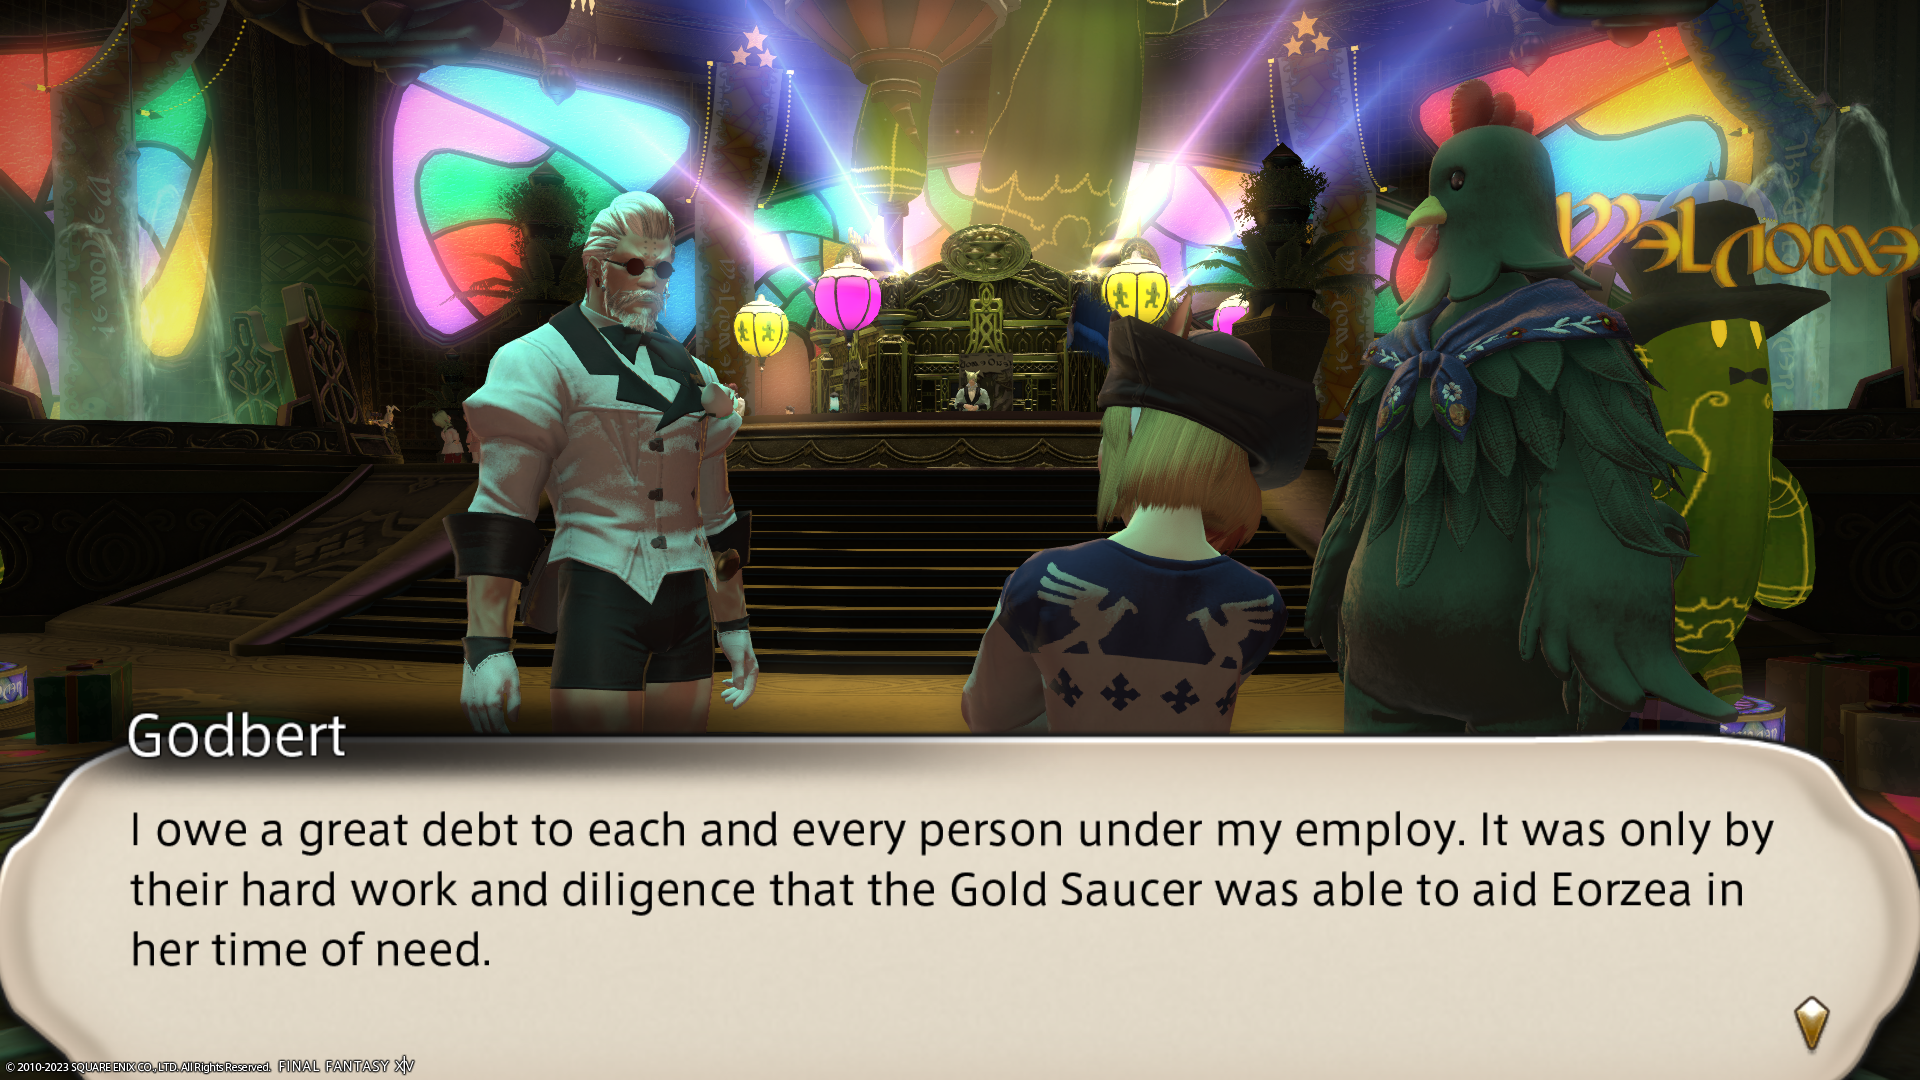 Welcome
Godbert
I owe a great debt to each and every person under my employ. It was only by
their hard work and diligence that the Gold Saucer was able to aid Eorzea in
her time of need.
© 2010-2023 SQUARE ENIX CO., LTD. All Rights Reserved. FINAL FANTASY XIV